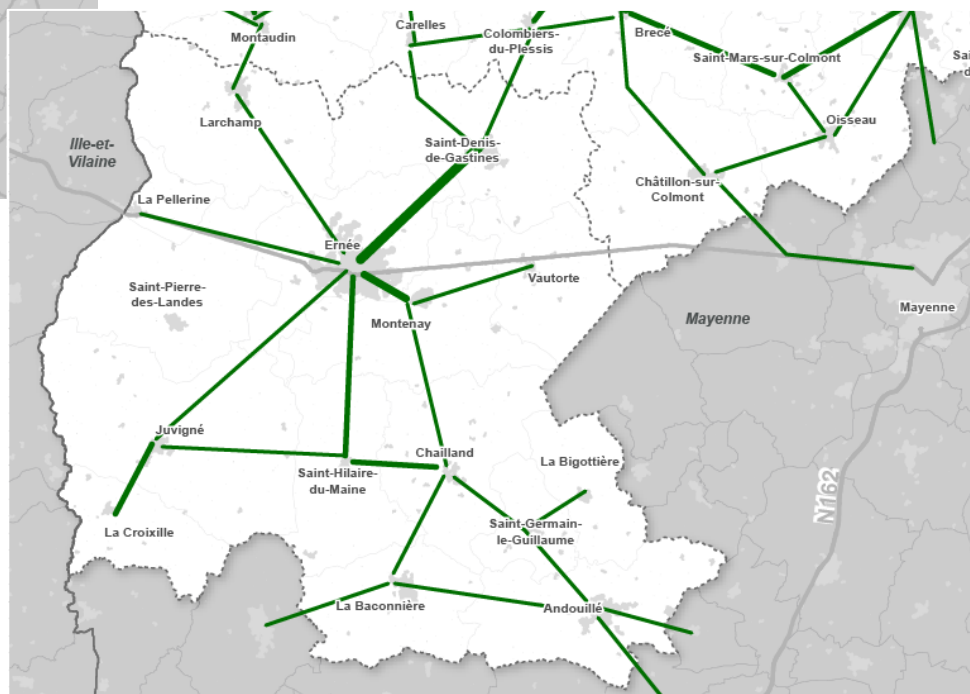 Carelles
Montaudin
Colombiers-
du-Plessis
Brecé
Saint-Mars-sur-Colmont
Larchamp
Oisseau
Ille-et-
Vilaine
Saint-Denis-
de-Gastines
Châtillon-sur-
Colmont
La Pellerine
Ernée
Vautorte
Saint-Pierre-
des-Landes
Mayenne
Montenay
Mayenne
Juvigné
Chailland
La Bigottière
Saint-Hilaire-
du-Maine
N162
La Croixille
Saint-Germain-
le-Guillaume
La Baconnière
Andouillé